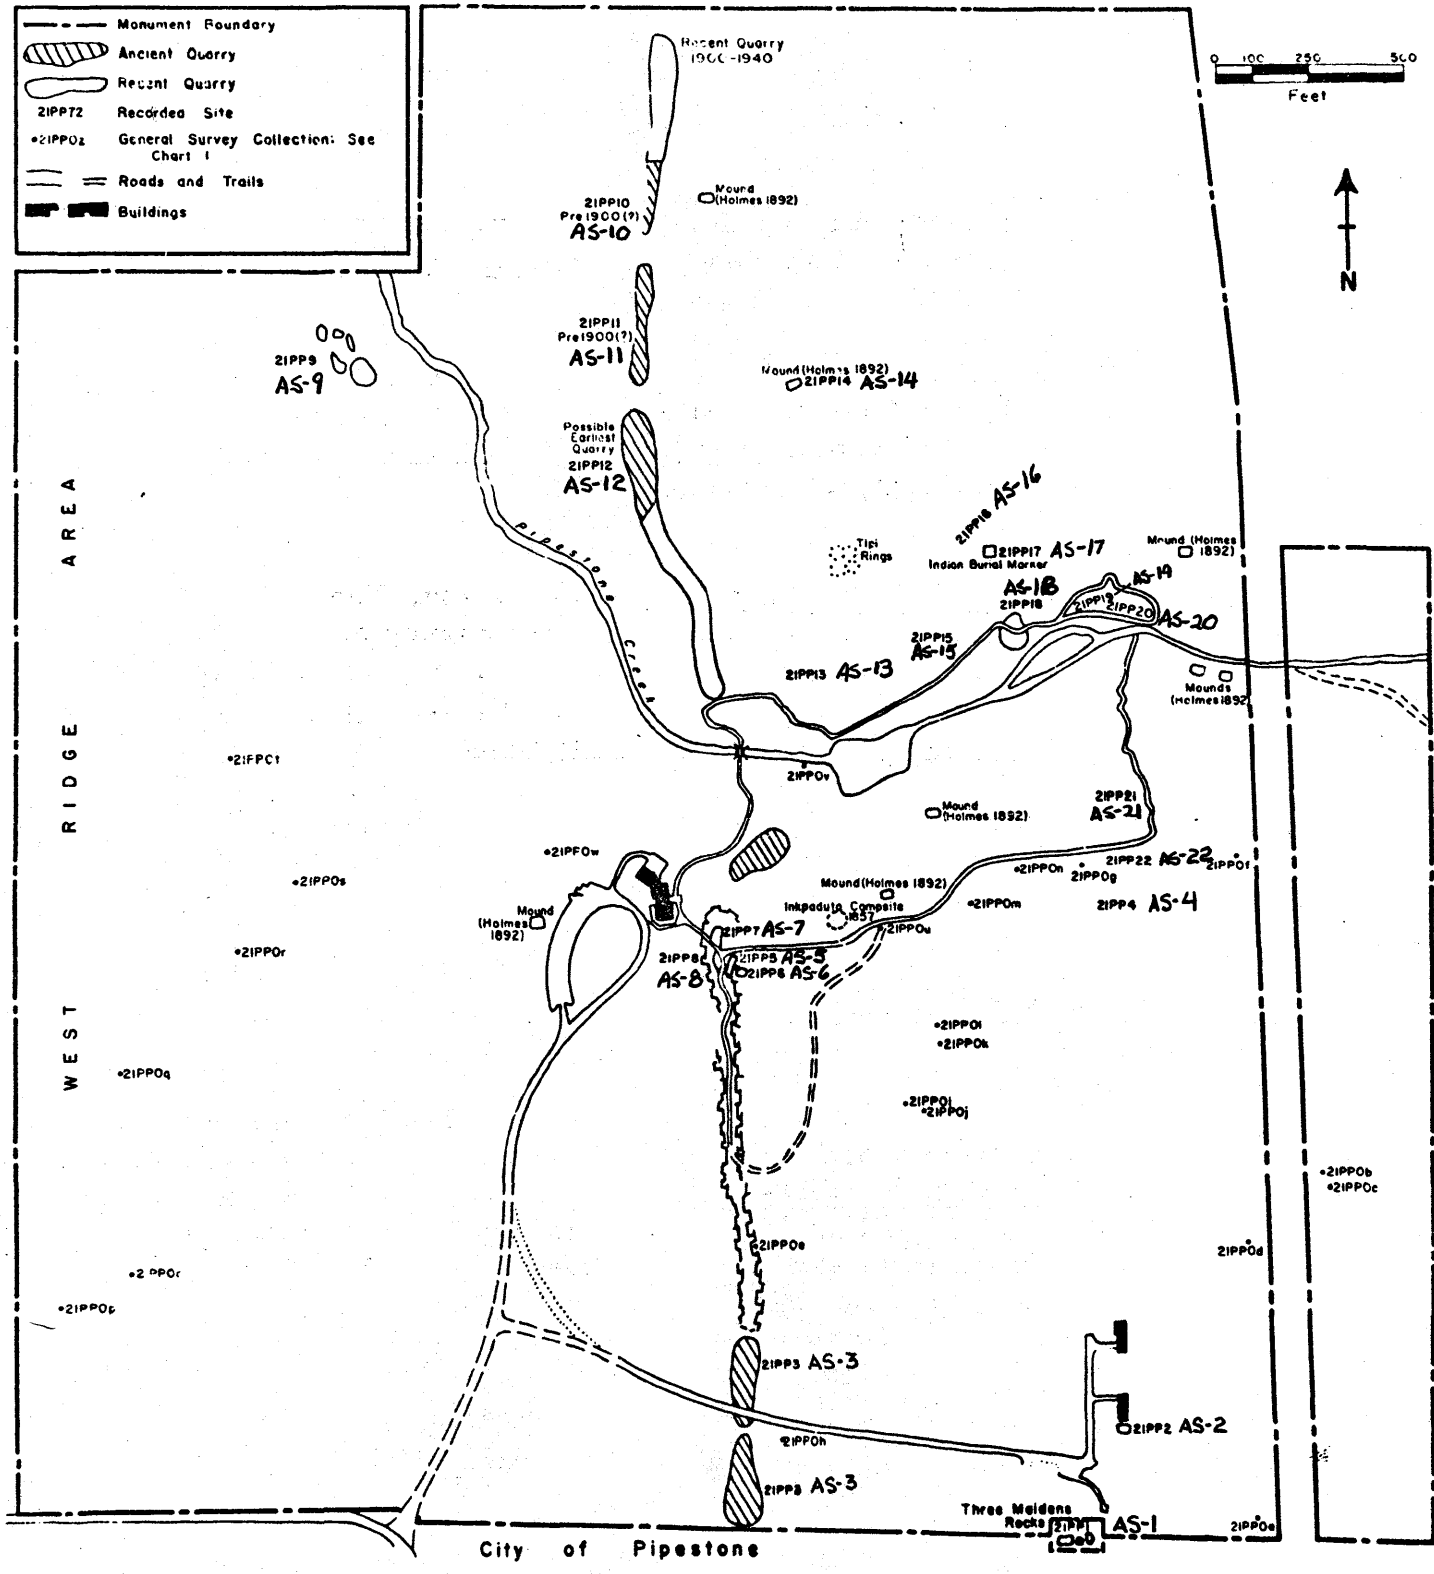 Monument Boundary
Ancient Quarry
Recent Quarry
21PP72 Recorded Site
•21PP0z General Survey Collection: See
Chart 1
Roads and Trails
Buildings
Recent Quarry
1900-1940
0 100 250 500
Feet
N
21PP10
Pre1900(?)
AS-10
Mound
(Holmes 1892)
21PP11
Pre1900(?)
AS-11
21PP9
AS-9
Mound (Holmes 1892)
21PP14 AS-14
Possible
Earliest
Quarry
21PP12
AS-12
WEST RIDGE AREA
Pipestone Creek
Tipi
Rings
21PP16 AS-16
21PP17 AS-17
Indian Burial Marker
Mound (Holmes
1892)
AS-18
21PP18
AS-19
21PP19
21PP20
AS-20
21PP15
AS-15
21PP13 AS-13
Mounds
(Holmes 1892
21PP0v
21PP21
AS-21
Mound
(Holmes 1892)
21PP22 AS-22
21PP0f
•21PP0n
21PP0g
21PP4 AS-4
•21PP0m
Mound (Holmes 1892)
Inkpaduta Campsite
1857
•21PP0u
•21PP0s
Mound
(Holmes
1892)
•21PP0r
21PP7 AS-7
21PP8
AS-8
21PP5 AS-5
21PP6 AS-6
•21PP0k
•21PP0j
•21PP0q
•21PP0b
•21PP0c
21PP0d
•21PP0e
•21PP0p
21PP3 AS-3
21PP2 AS-2
21PP0h
21PP3 AS-3
Three Maidens
Rocks
21PP1
AS-1
21PP0a
City of Pipestone